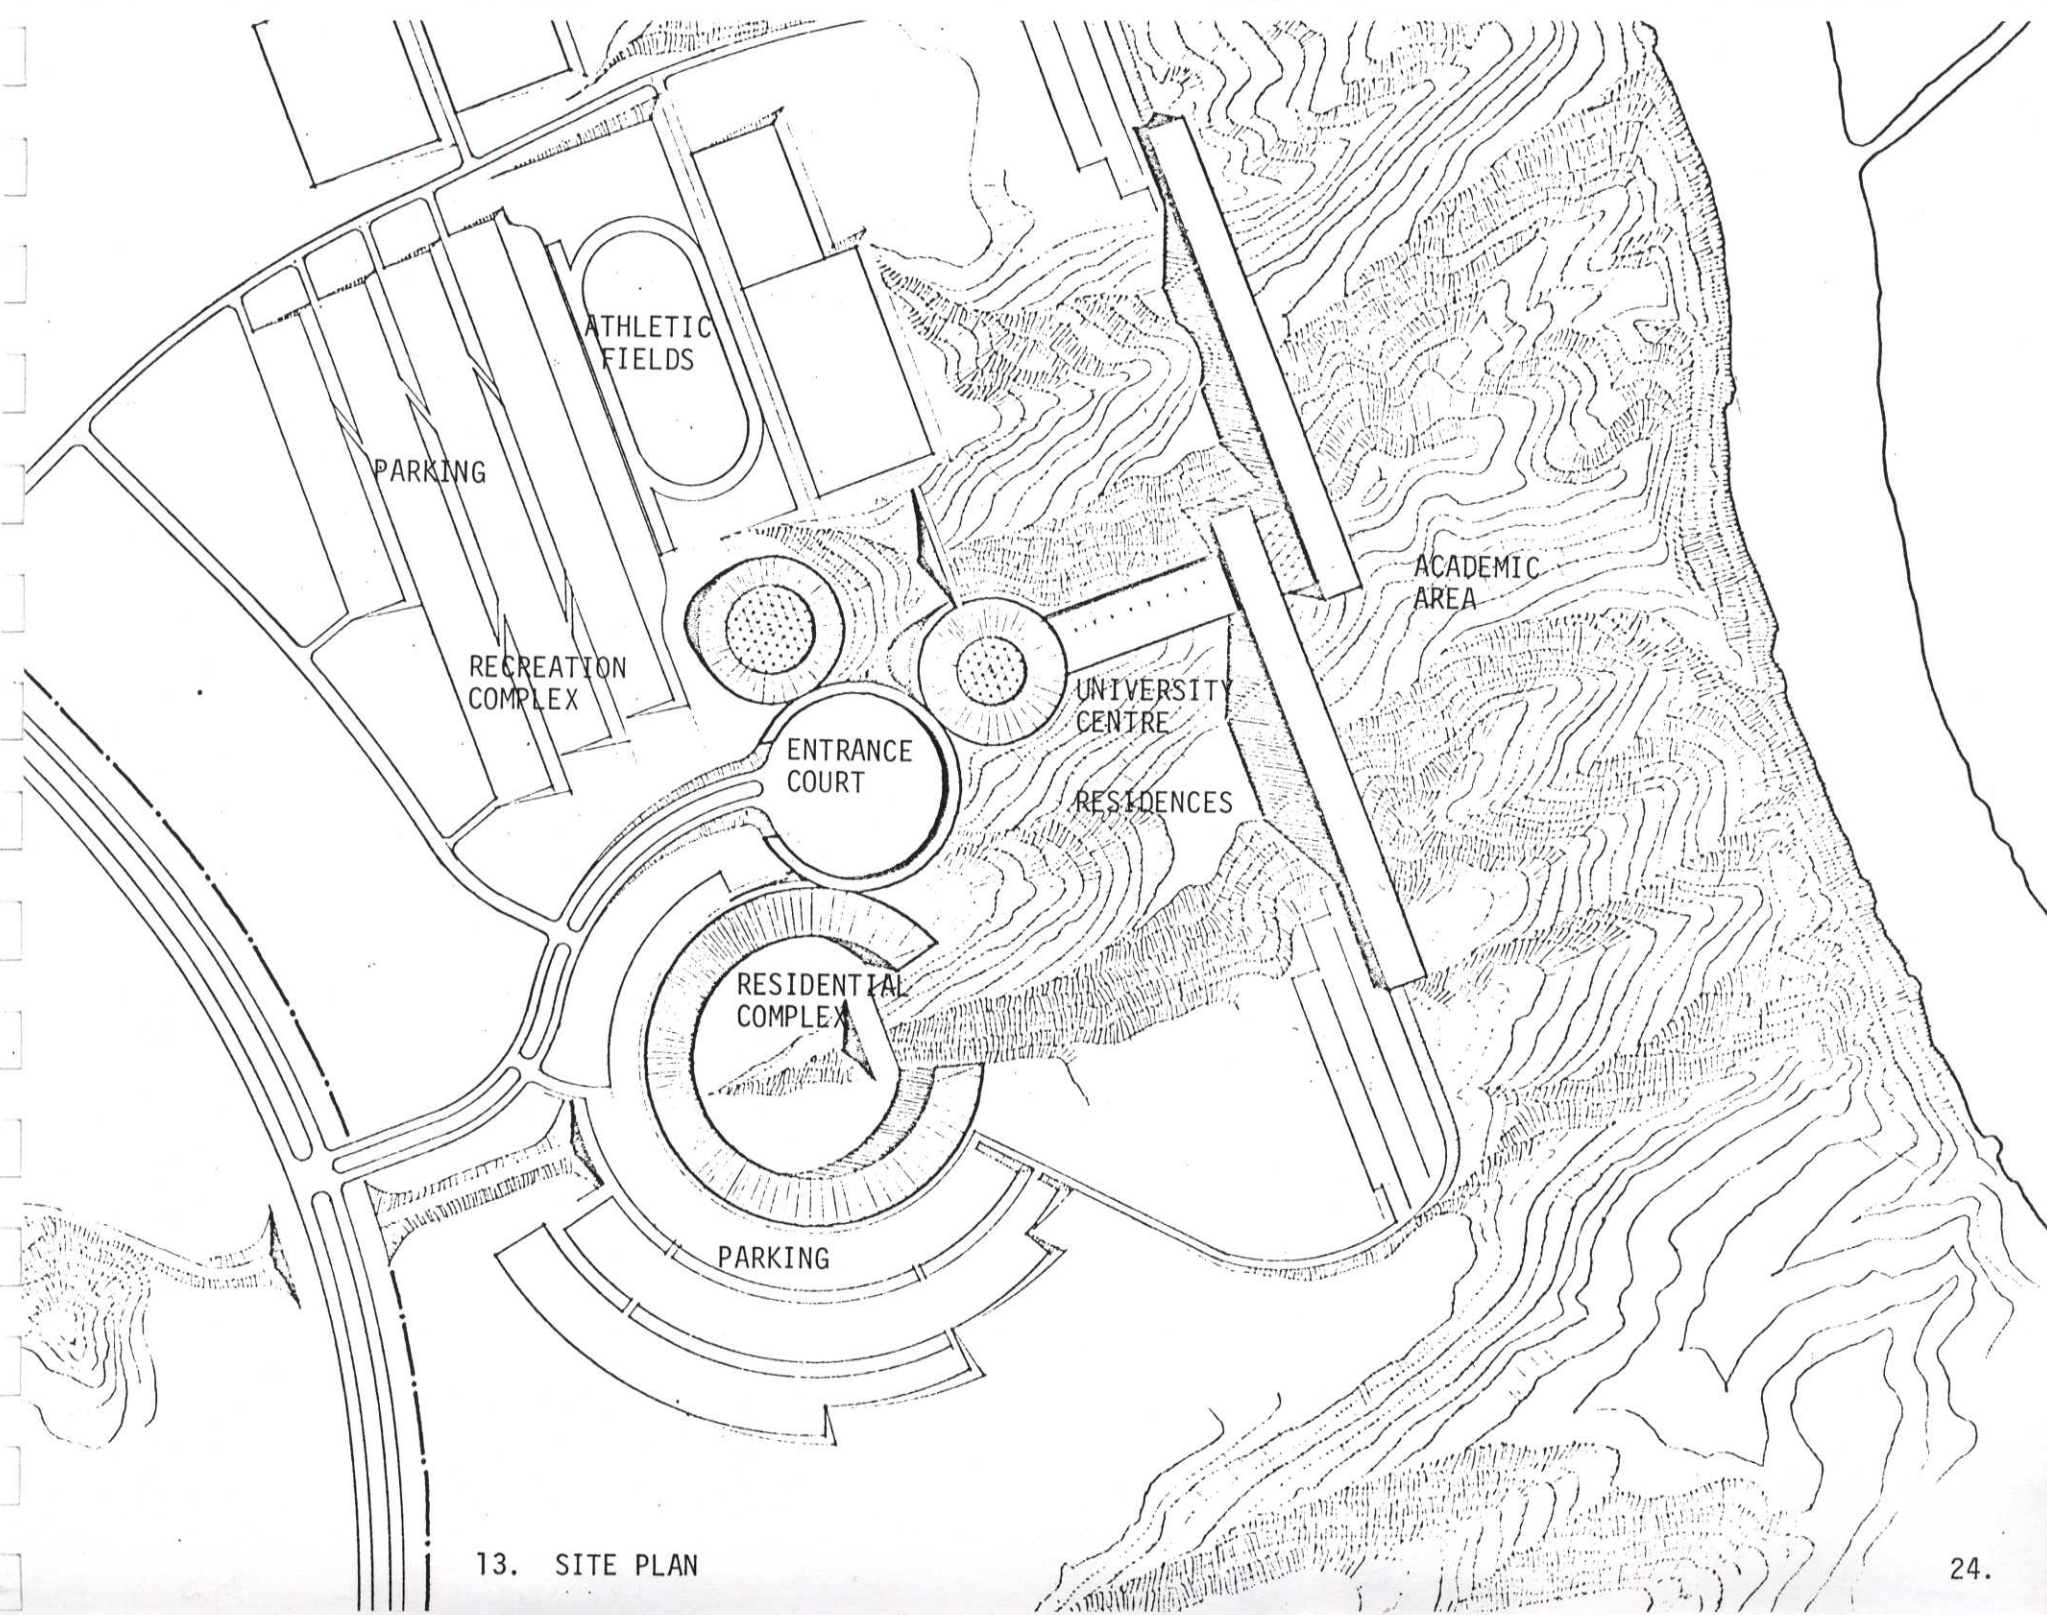 ATHLETIC
FIELDS
PARKING
ACADEMIC
AREA
RECREATION
COMPLEX
UNIVERSITY
CENTRE
ENTRANCE
COURT
RESIDENCES
RESIDENTIAL
COMPLEX
PARKING
13. SITE PLAN
24.